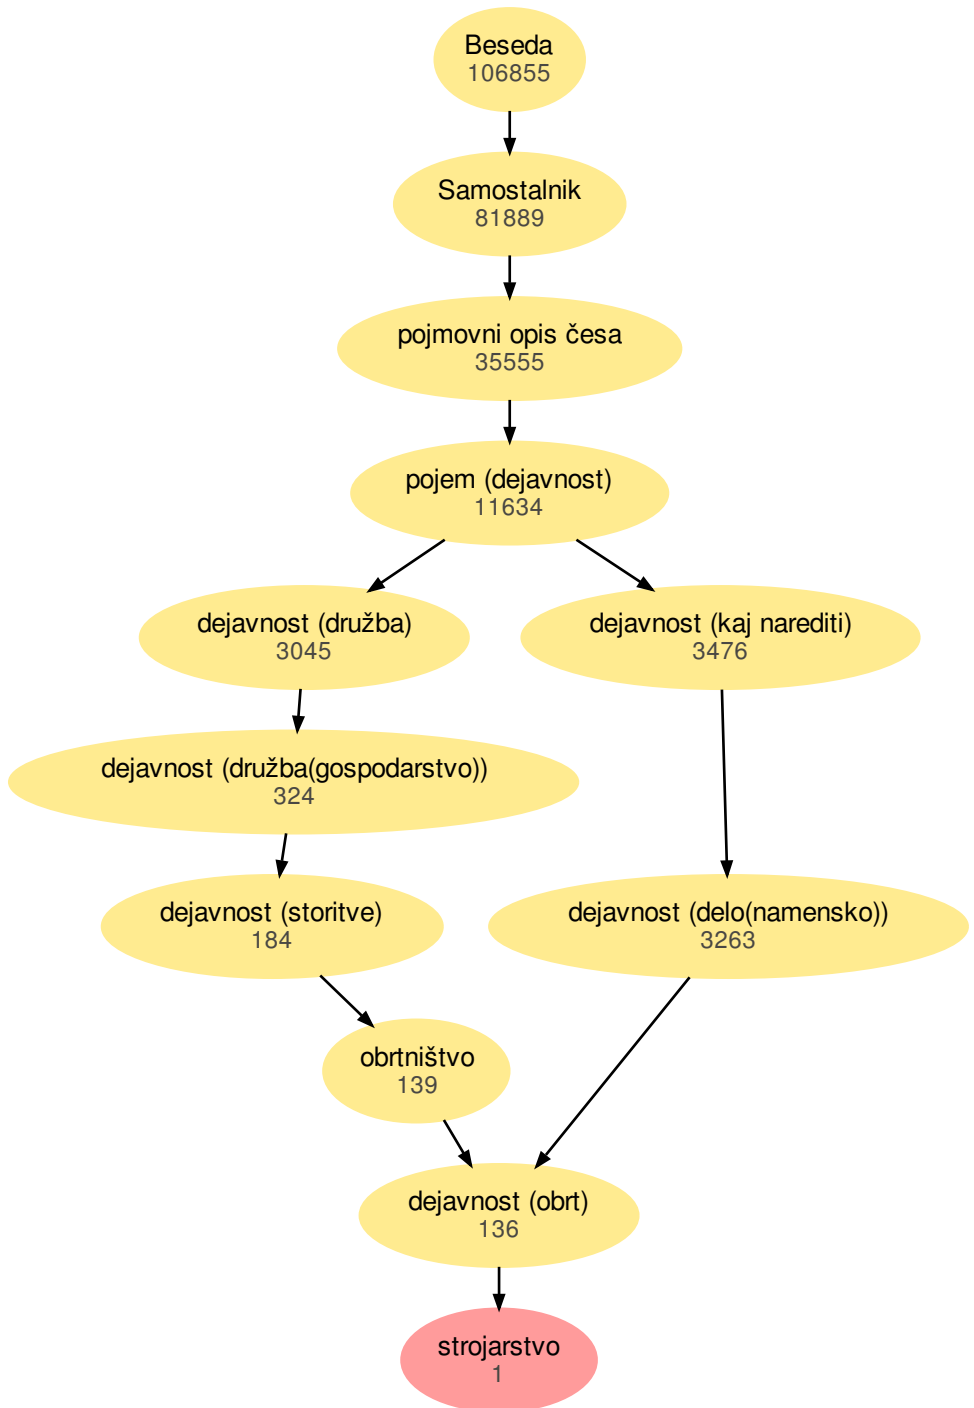 Beseda
106855
Samostalnik
81889
pojmovni opis česa
35555
pojem (dejavnost)
11634
dejavnost (družba)
3045
dejavnost (kaj narediti)
3476
dejavnost (družba(gospodarstvo))
324
dejavnost (storitve)
184
dejavnost (delo(namensko))
3263
obrtništvo
139
dejavnost (obrt)
136
strojarstvo
1